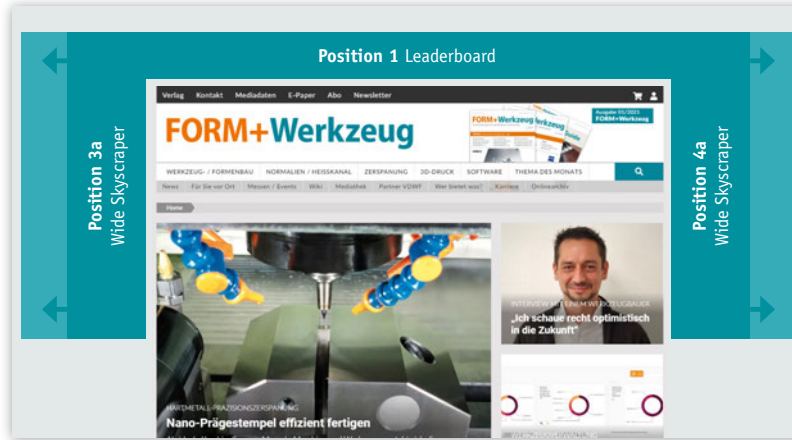 Position 1 Leaderboard
Position 3a
Wide Skyscraper
Position 4a
Wide Skyscraper
Verlag Kontakt Mediadaten E-Paper Abo Newsletter
FORM+Werkzeug
Ausgabe 01/2021
FORM+Werkzeug
FORM+Werkzeug
WERKZEUG- / FORMENBAU NORMALIEN / HEISSKANAL ZERSPANUNG 3D-DRUCK SOFTWARE THEMA DES MONATS
News Für Sie vor Ort Messen / Events Wiki Mediathek Partner VDWF Wer bietet was? Karriere Onlinearchiv
Home
INTERVIEW MIT EINEM WERKZEUGBAUER
„Ich schaue recht optimistisch
in die Zukunft“
HARTMETALL-PRÄZISIONSZERSPANUNG
Nano-Prägestempel effizient fertigen